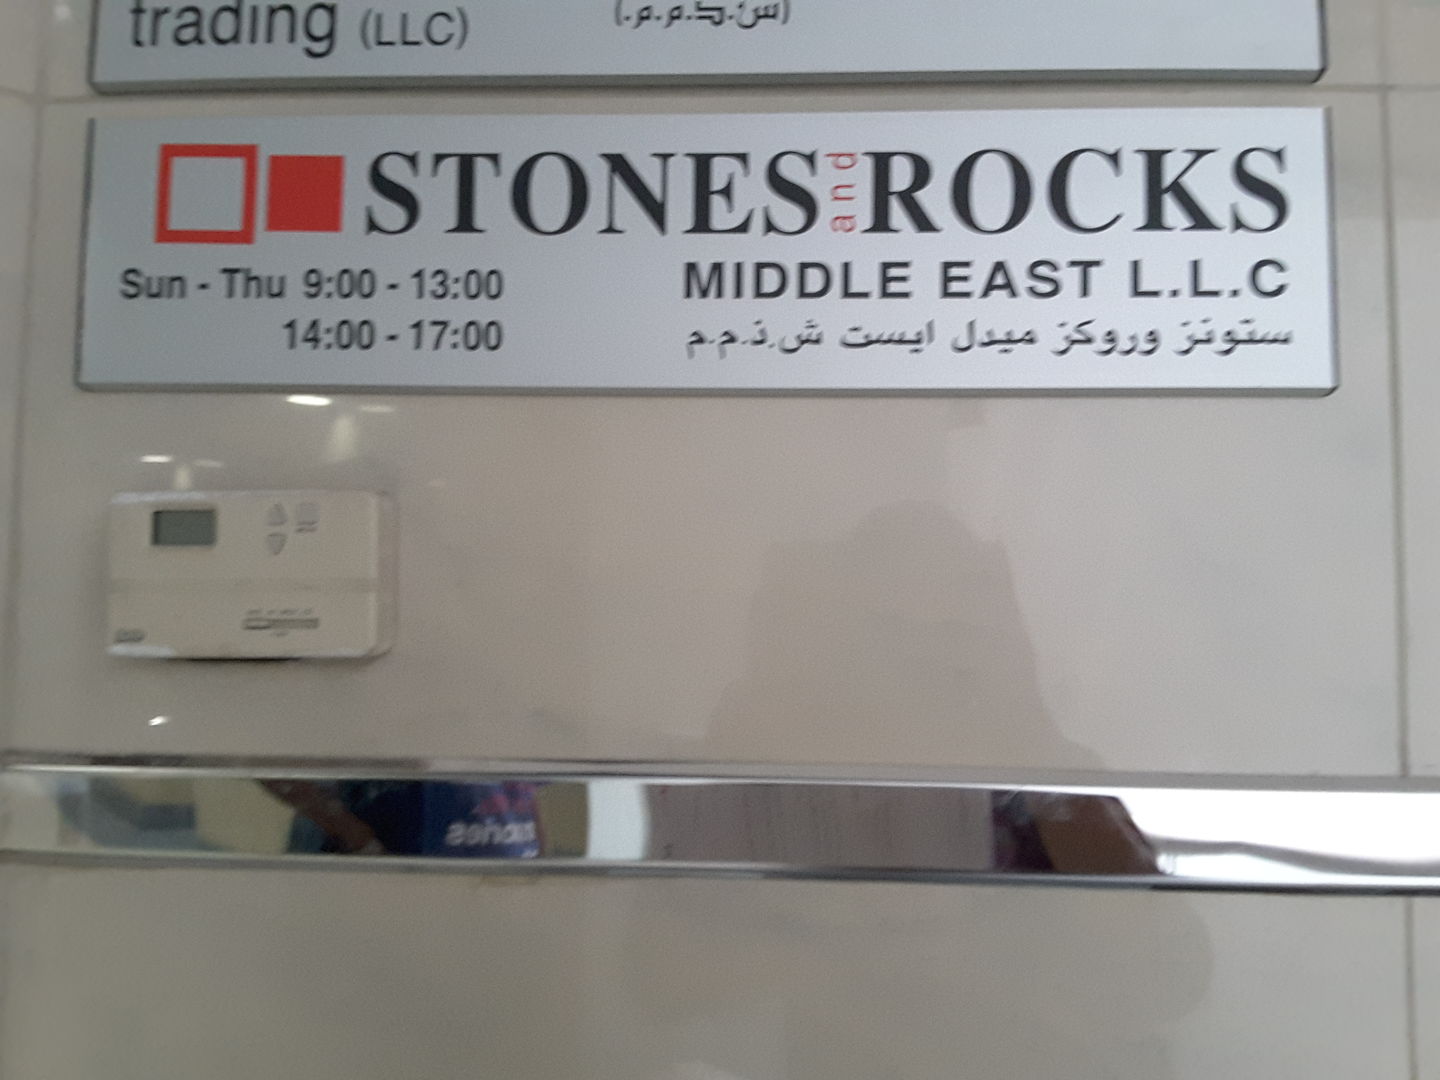 trading (LLC)
(ش.ذ.م.م.)
STONES and ROCKS
MIDDLE EAST L.L.C
ستونز وروكز ميدل ايست ش.ذ.م.م
Sun - Thu 9:00 - 13:00
14:00 - 17:00